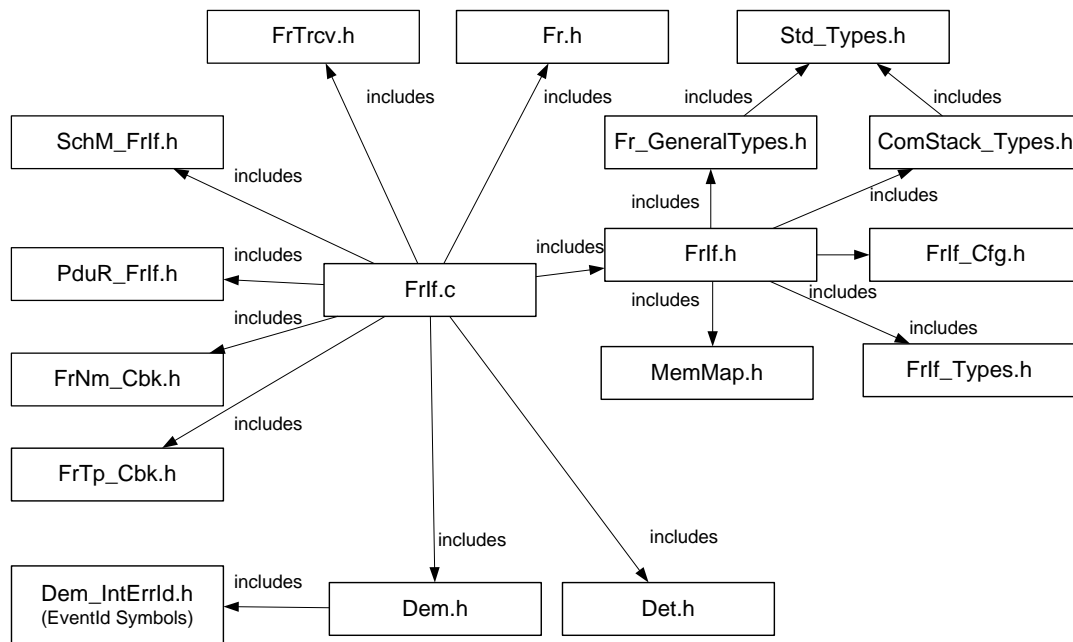 FrTrcv.h
Fr.h
Std_Types.h
includes
includes
includes
includes
SchM_FrIf.h
Fr_GeneralTypes.h
ComStack_Types.h
includes
includes
includes
PduR_FrIf.h
includes
includes
FrIf.h
FrIf_Cfg.h
FrIf.c
includes
includes
includes
includes
FrNm_Cbk.h
MemMap.h
FrIf_Types.h
includes
FrTp_Cbk.h
includes
includes
includes
Dem_IntErrId.h
(EventId Symbols)
Dem.h
Det.h